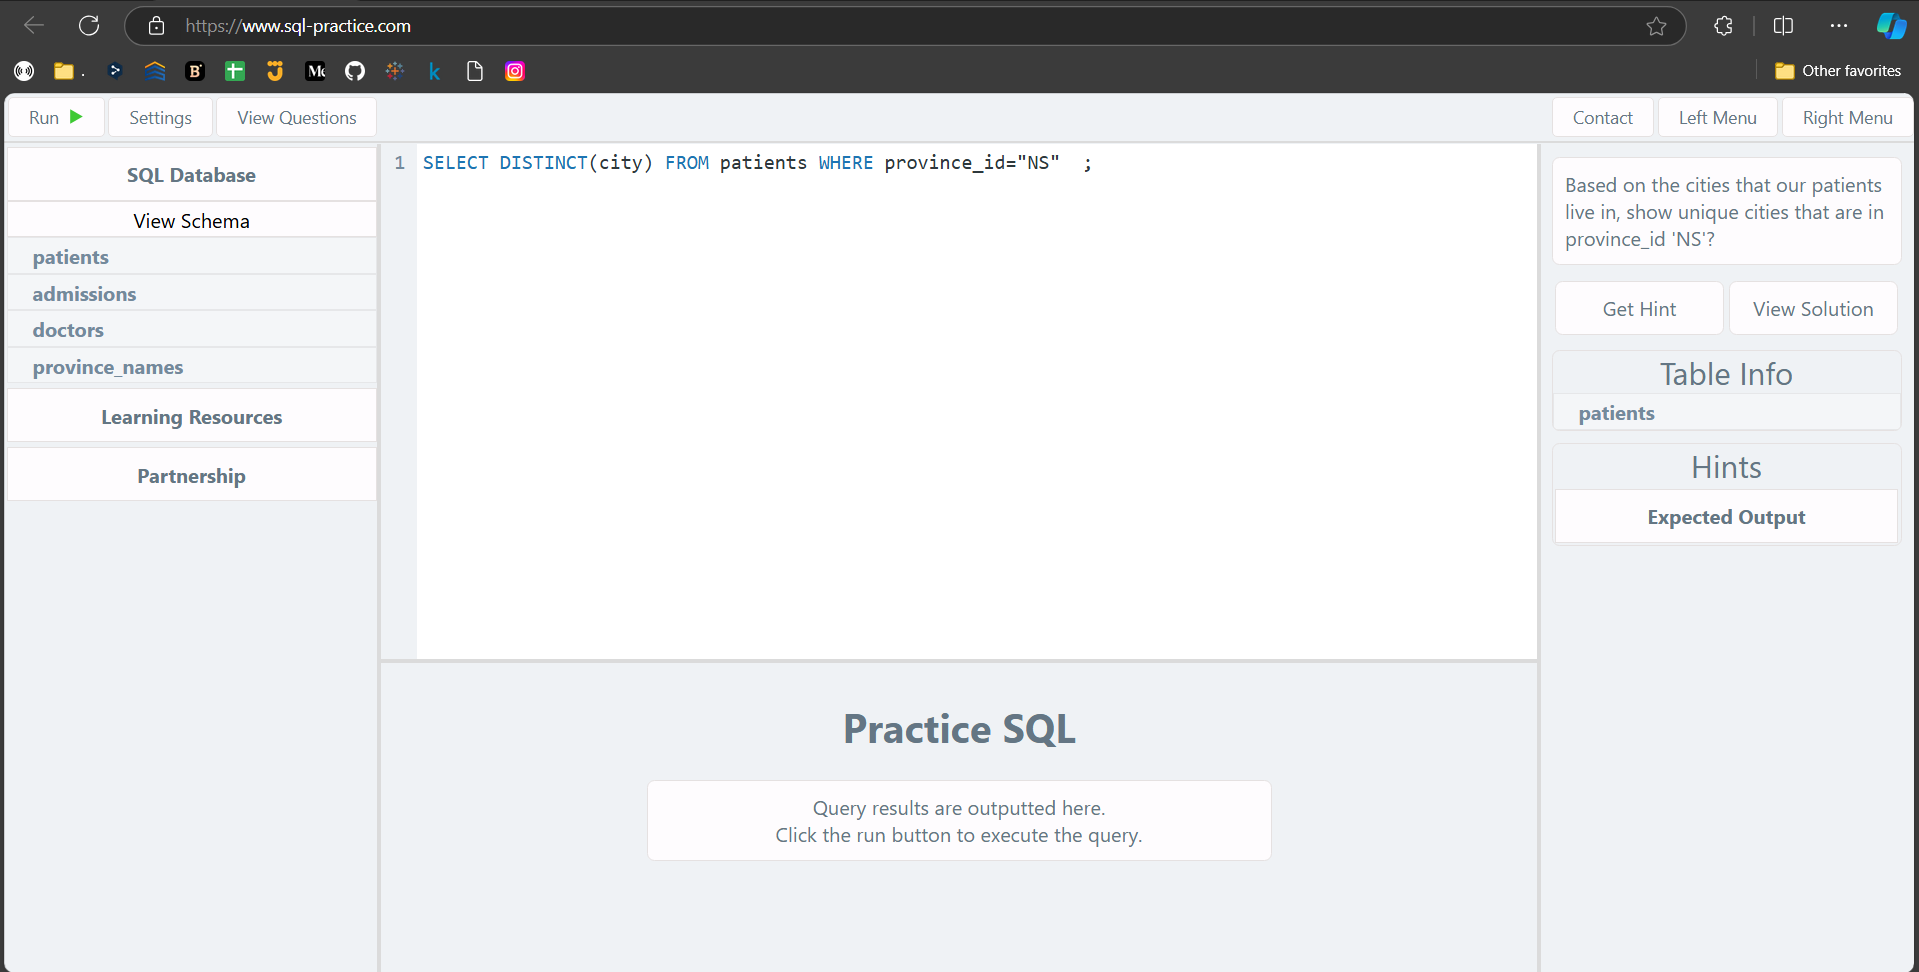 https://www.sql-practice.com
Other favorites
Run
Settings
View Questions
Contact
Left Menu
Right Menu
SQL Database
View Schema
patients
admissions
doctors
province_names
Learning Resources
Partnership
1 SELECT DISTINCT(city) FROM patients WHERE province_id="NS"  ;
Practice SQL
Query results are outputted here.
Click the run button to execute the query.
Based on the cities that our patients
live in, show unique cities that are in
province_id 'NS'?
Get Hint
View Solution
Table Info
patients
Hints
Expected Output